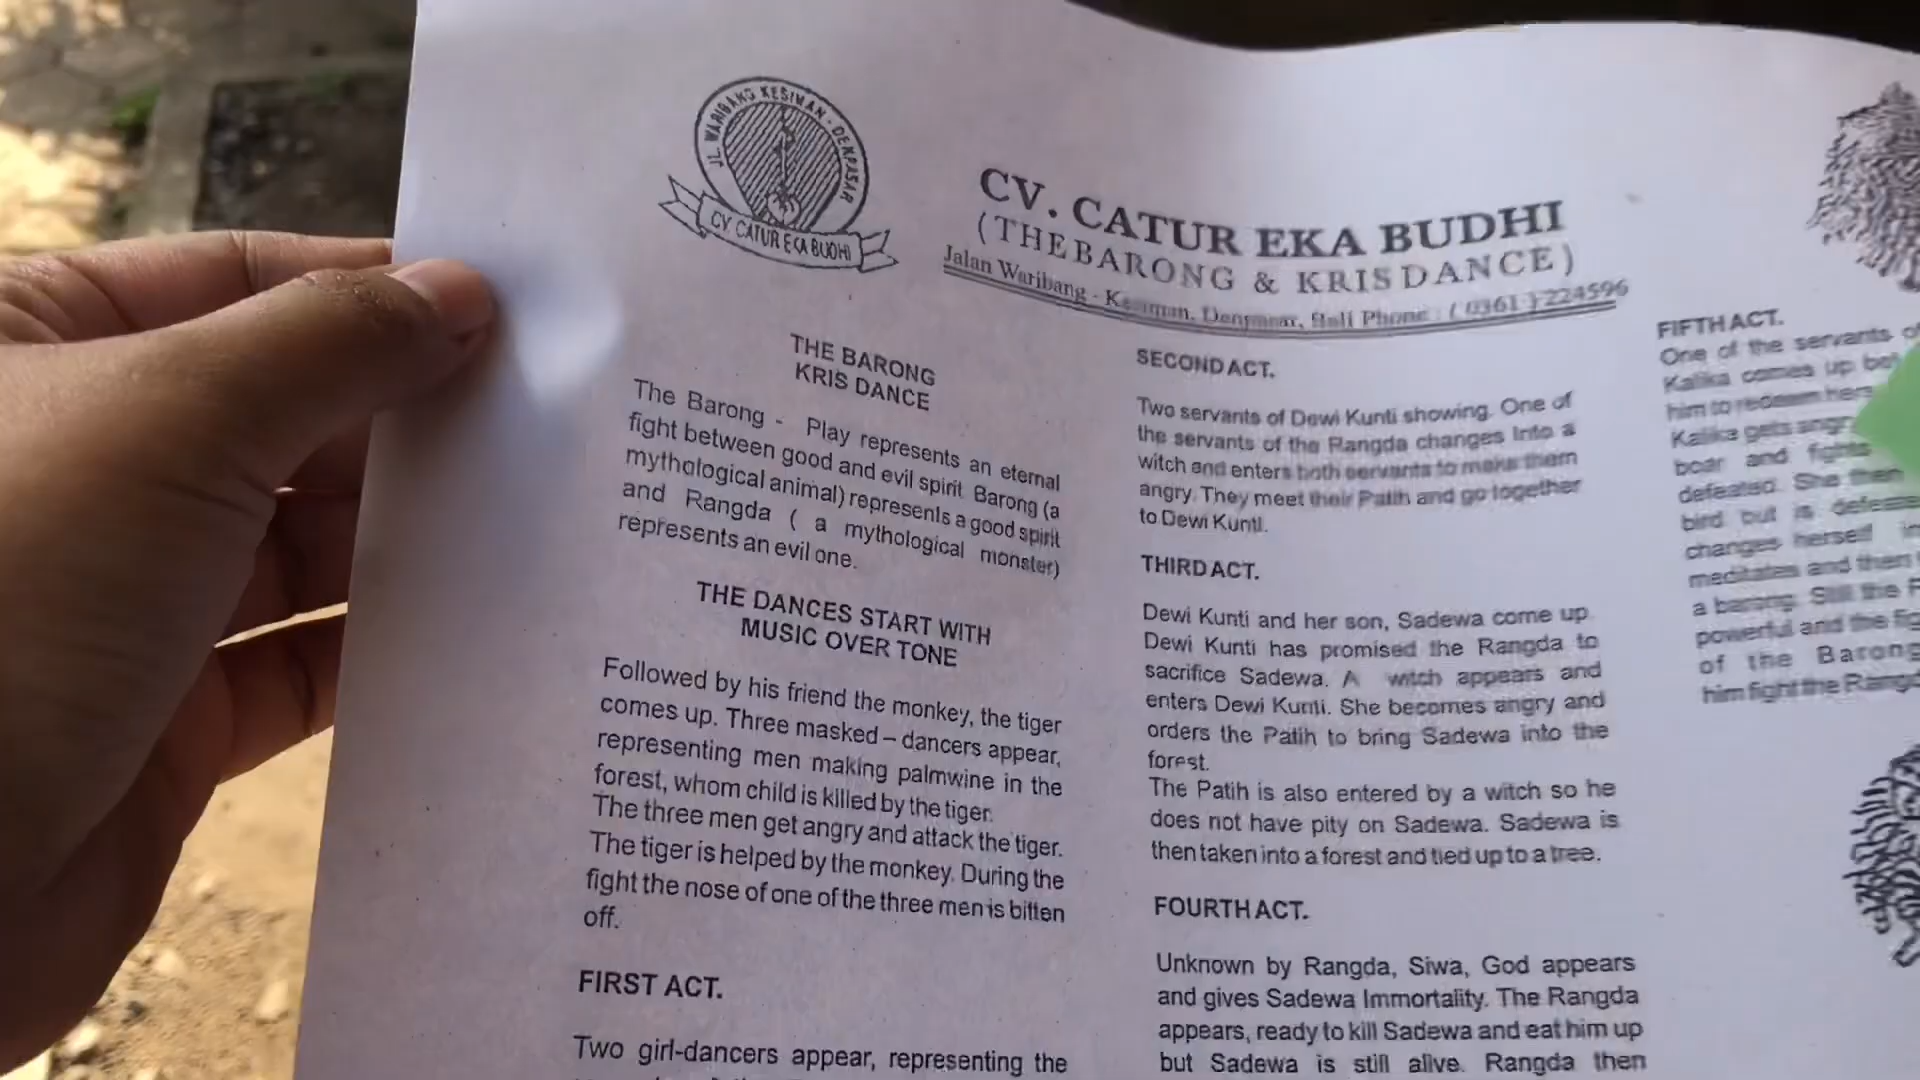 JL. WARIBANG KESIMAN - DENPASAR
CV. CATUR EKA BUDHI
CV. CATUR EKA BUDHI
(THE BARONG & KRIS DANCE)
Jalan Waribang - Kesiman, Denpasar, Bali Phone : ( 0361 ) 224596
THE BARONG
KRIS DANCE
The Barong - Play represents an eternal
fight between good and evil spirit. Barong (a
mythological animal) represents a good spirit
and Rangda ( a mythological monster)
represents an evil one.
THE DANCES START WITH
MUSIC OVER TONE
Followed by his friend the monkey, the tiger
comes up. Three masked – dancers appear,
representing men making palmwine in the
forest, whom child is killed by the tiger.
The three men get angry and attack the tiger.
The tiger is helped by the monkey. During the
fight the nose of one of the three men is bitten
off.
FIRST ACT.
Two girl-dancers appear, representing the
SECOND ACT.
Two servants of Dewi Kunti showing. One of
the servants of the Rangda changes into a
witch and enters both servants to make them
angry. They meet their Patih and go together
to Dewi Kunti.
THIRD ACT.
Dewi Kunti and her son, Sadewa come up
Dewi Kunti has promised the Rangda to
sacrifice Sadewa. A witch appears and
enters Dewi Kunti. She becomes angry and
orders the Patih to bring Sadewa into the
forest.
The Patih is also entered by a witch so he
does not have pity on Sadewa. Sadewa is
then taken into a forest and tied up to a tree.
FOURTH ACT.
Unknown by Rangda, Siwa, God appears
and gives Sadewa Immortality. The Rangda
appears, ready to kill Sadewa and eat him up
but Sadewa is still alive. Rangda then
FIFTH ACT.
One of the servants of
Kalika comes up
him to redeem
Kalika gets
boar and fights
defeated. She then
bird but is
changes herself
meditates and then
a barong. Still the
powerful and the
of the Barong
him fight the